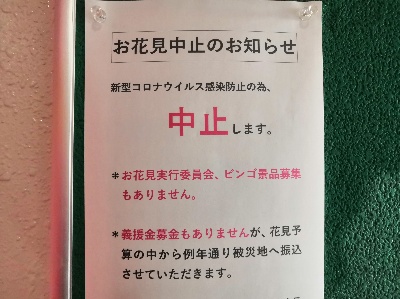 お花見中止のお知らせ
新型コロナウイルス感染防止の為、
中止します。
＊お花見実行委員会、ビンゴ景品募集
もありません。
＊義援金募金もありませんが、花見予
算の中から例年通り被災地へ振込
させていただきます。